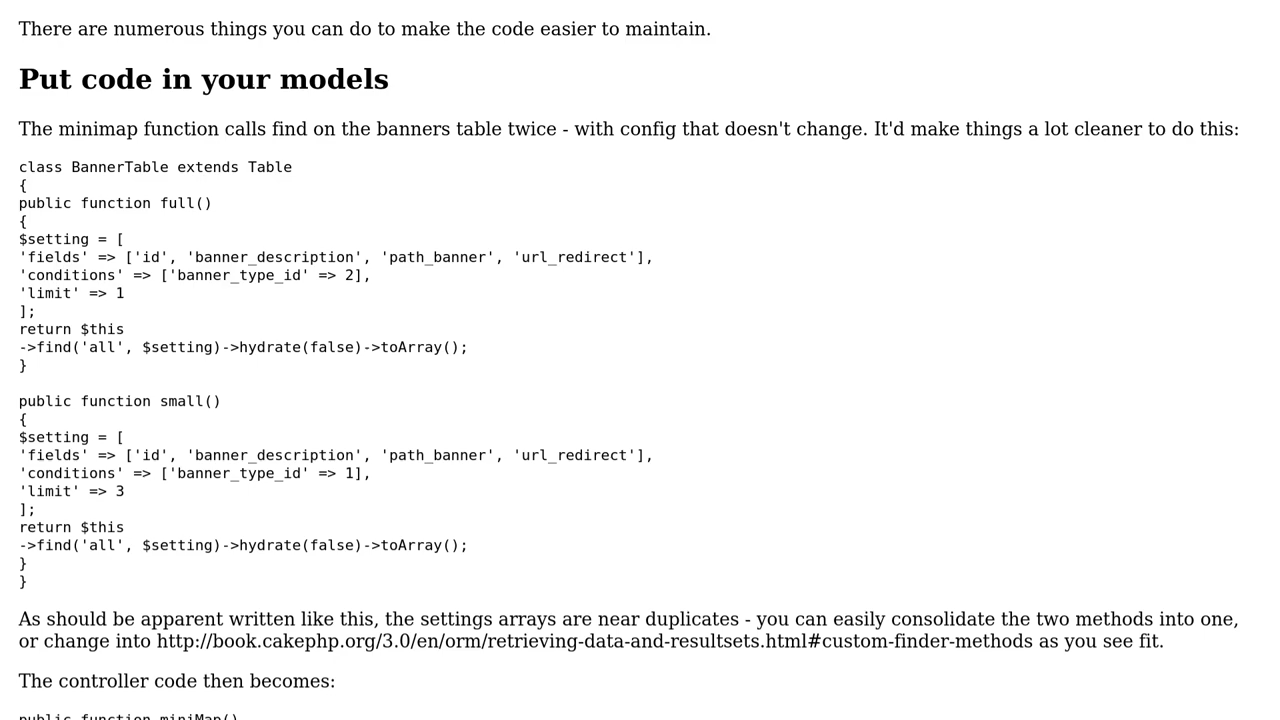 There are numerous things you can do to make the code easier to maintain.
Put code in your models
The minimap function calls find on the banners table twice - with config that doesn't change. It'd make things a lot cleaner to do this:
class BannerTable extends Table
{
public function full()
{
$setting = [
'fields' => ['id', 'banner_description', 'path_banner', 'url_redirect'],
'conditions' => ['banner_type_id' => 2],
'limit' => 1
];
return $this
->find('all', $setting)->hydrate(false)->toArray();
}
public function small()
{
$setting = [
'fields' => ['id', 'banner_description', 'path_banner', 'url_redirect'],
'conditions' => ['banner_type_id' => 1],
'limit' => 3
];
return $this
->find('all', $setting)->hydrate(false)->toArray();
}
}
As should be apparent written like this, the settings arrays are near duplicates - you can easily consolidate the two methods into one,
or change into http://book.cakephp.org/3.0/en/orm/retrieving-data-and-resultsets.html#custom-finder-methods as you see fit.
The controller code then becomes:
public function miniMap()